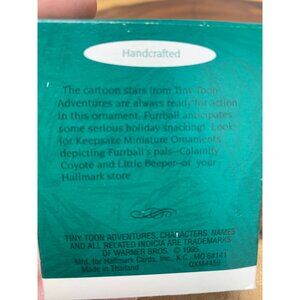 Handcrafted
The cartoon stars from Tiny Toon
Adventures are always ready for action.
In this ornament, Furrball anticipates
some serious holiday snacking! Look
for Keepsake Miniature Ornaments
depicting Furrball's pals—Calamity
Coyote and Little Beeper—at your
Hallmark store.
TINY TOON ADVENTURES, CHARACTERS, NAMES
AND ALL RELATED INDICIA ARE TRADEMARKS
OF WARNER BROS. © 1995.
Mfd. for Hallmark Cards, Inc., K.C., MO 64141
Made in Thailand
QXM4459